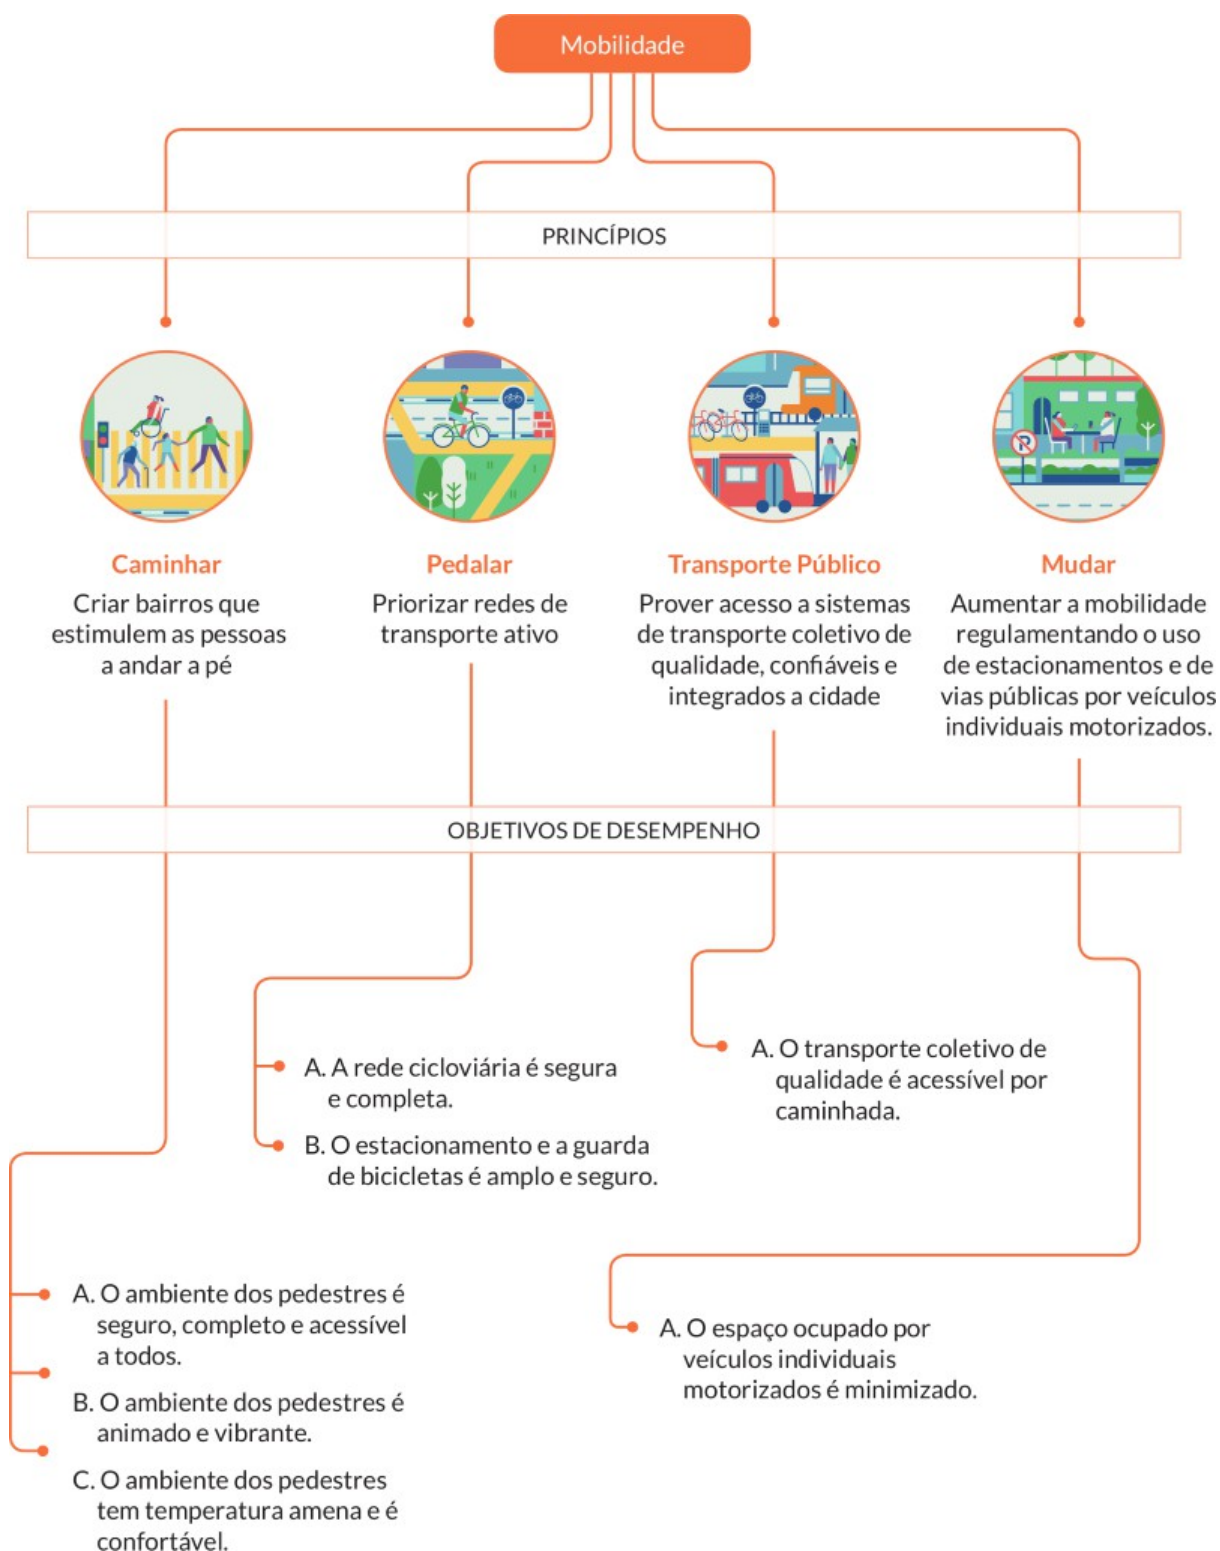 Mobilidade
PRINCÍPIOS
Caminhar
Criar bairros que
estimulem as pessoas
a andar a pé
Pedalar
Priorizar redes de
transporte ativo
Transporte Público
Prover acesso a sistemas
de transporte coletivo de
qualidade, confiáveis e
integrados a cidade
Mudar
Aumentar a mobilidade
regulamentando o uso
de estacionamentos e de
vias públicas por veículos
individuais motorizados.
OBJETIVOS DE DESEMPENHO
A. O ambiente dos pedestres é
seguro, completo e acessível
a todos.
B. O ambiente dos pedestres é
animado e vibrante.
C. O ambiente dos pedestres
tem temperatura amena e é
confortável.
A. A rede cicloviária é segura
e completa.
B. O estacionamento e a guarda
de bicicletas é amplo e seguro.
A. O transporte coletivo de
qualidade é acessível por
caminhada.
A. O espaço ocupado por
veículos individuais
motorizados é minimizado.